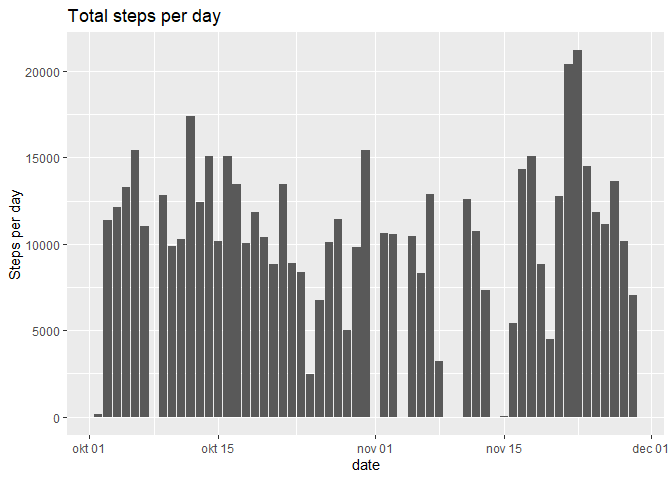 Total steps per day
20000
15000
10000
5000
0
Steps per day
okt 01 okt 15 nov 01 nov 15 dec 01
date